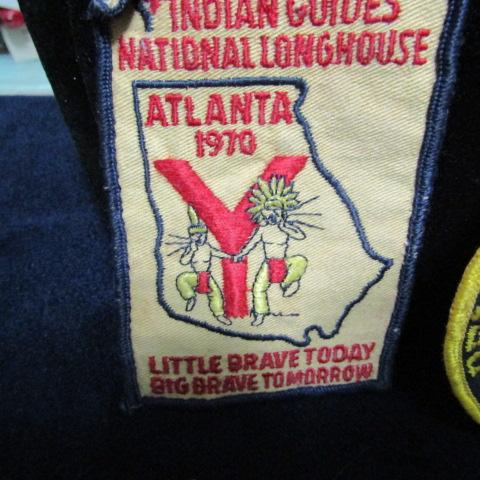 INDIAN GUIDES
NATIONAL LONGHOUSE
ATLANTA
1970
Y
LITTLE BRAVE TODAY
BIG BRAVE TOMORROW